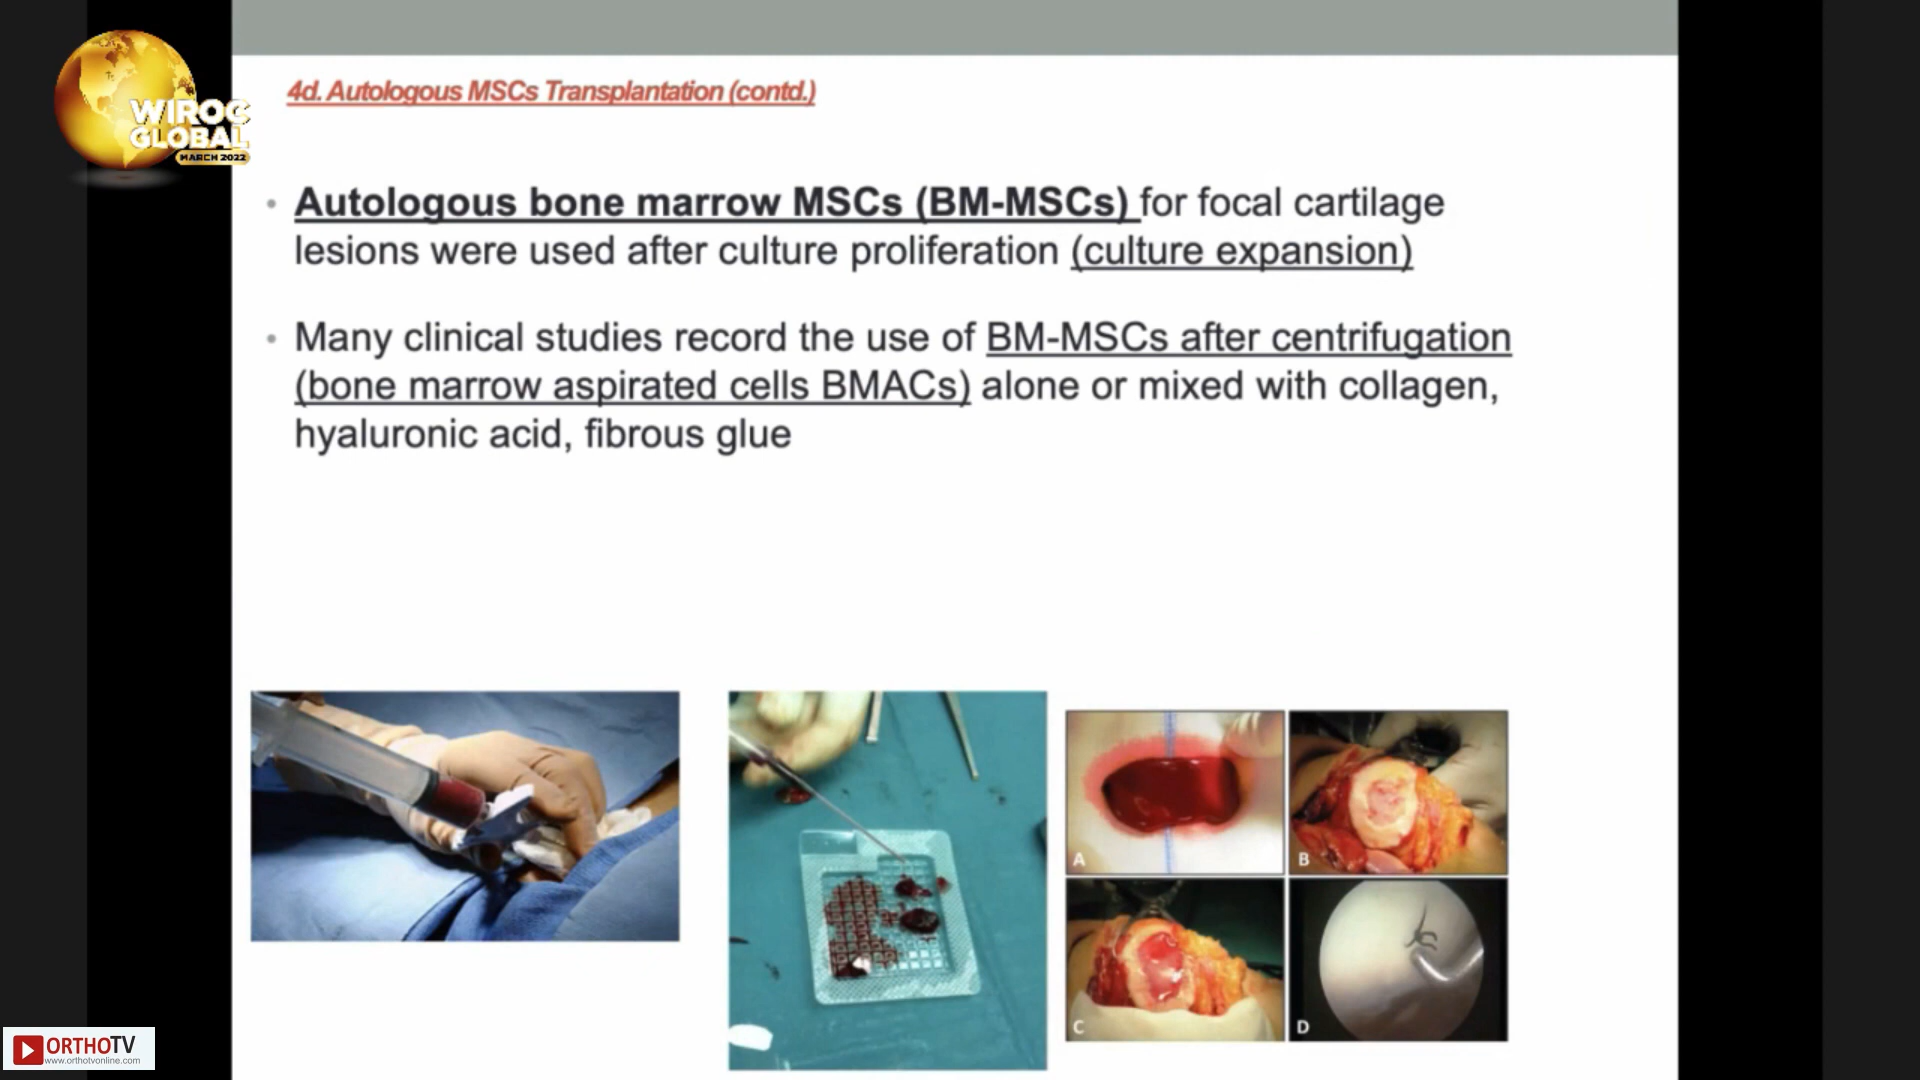 WIROC
GLOBAL
MARCH 2022
4d. Autologous MSCs Transplantation (contd.)
• Autologous bone marrow MSCs (BM-MSCs) for focal cartilage
lesions were used after culture proliferation (culture expansion)
• Many clinical studies record the use of BM-MSCs after centrifugation
(bone marrow aspirated cells BMACs) alone or mixed with collagen,
hyaluronic acid, fibrous glue
A
B
C
D
ORTHOTV
www.orthotvonline.com